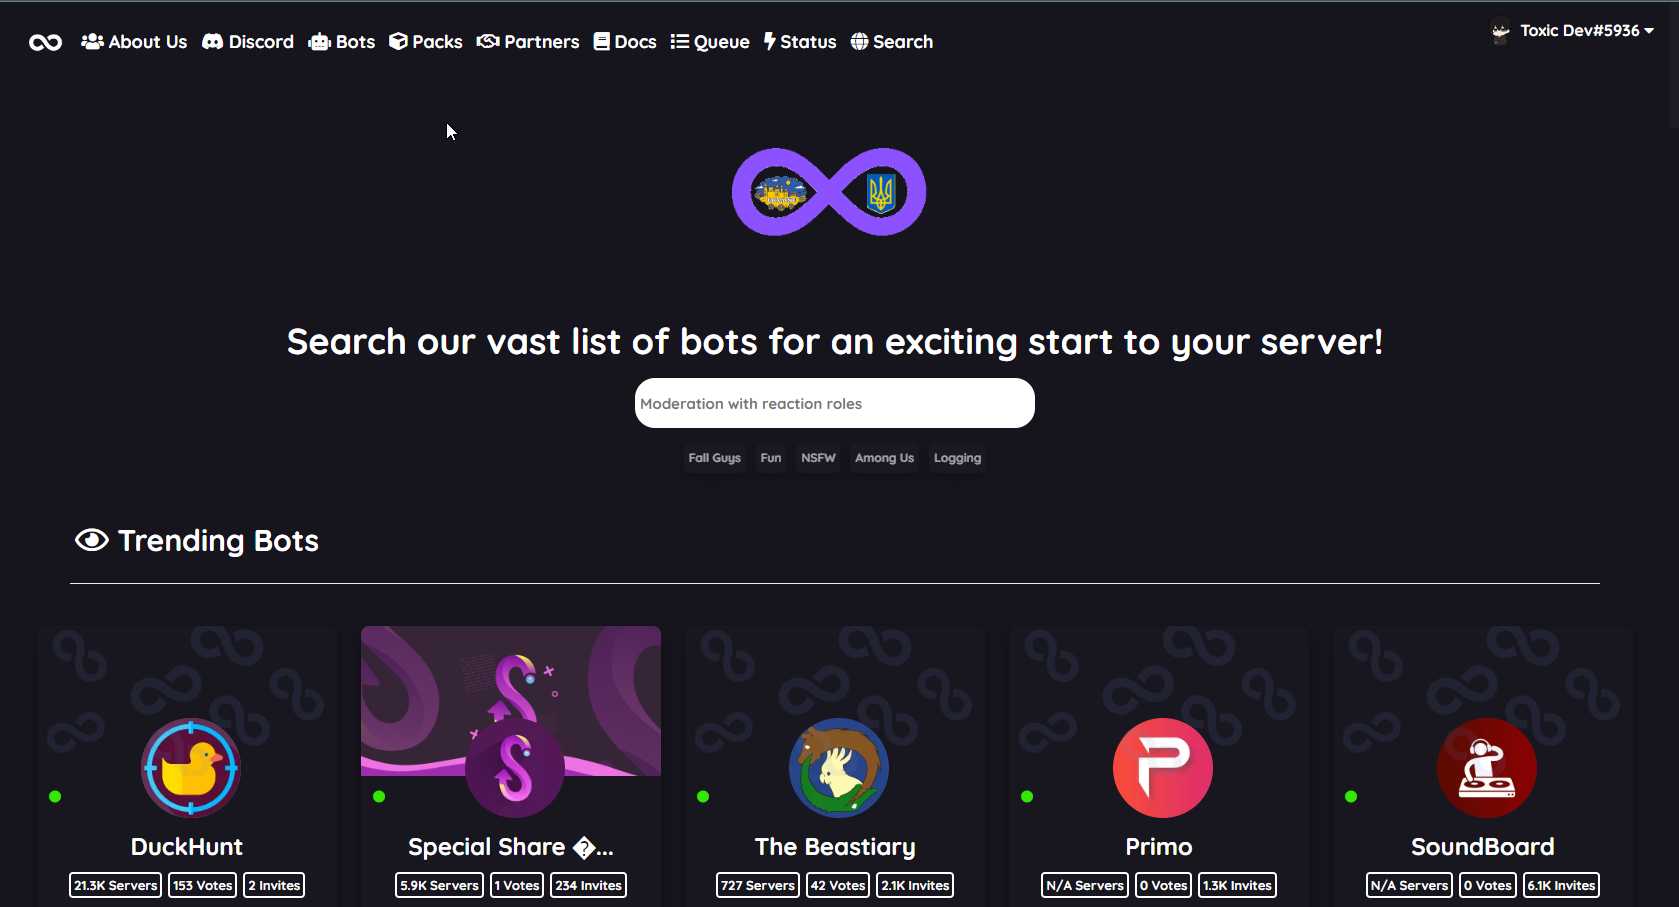 About Us Discord Bots Packs Partners Docs Queue Status Search Toxic Dev#5936
Search our vast list of bots for an exciting start to your server!
Moderation with reaction roles
Fall Guys Fun NSFW Among Us Logging
Trending Bots
DuckHunt
21.3K Servers 153 Votes 2 Invites
Special Share �...
5.9K Servers 1 Votes 234 Invites
The Beastiary
727 Servers 42 Votes 2.1K Invites
Primo
N/A Servers 0 Votes 1.3K Invites
SoundBoard
N/A Servers 0 Votes 6.1K Invites